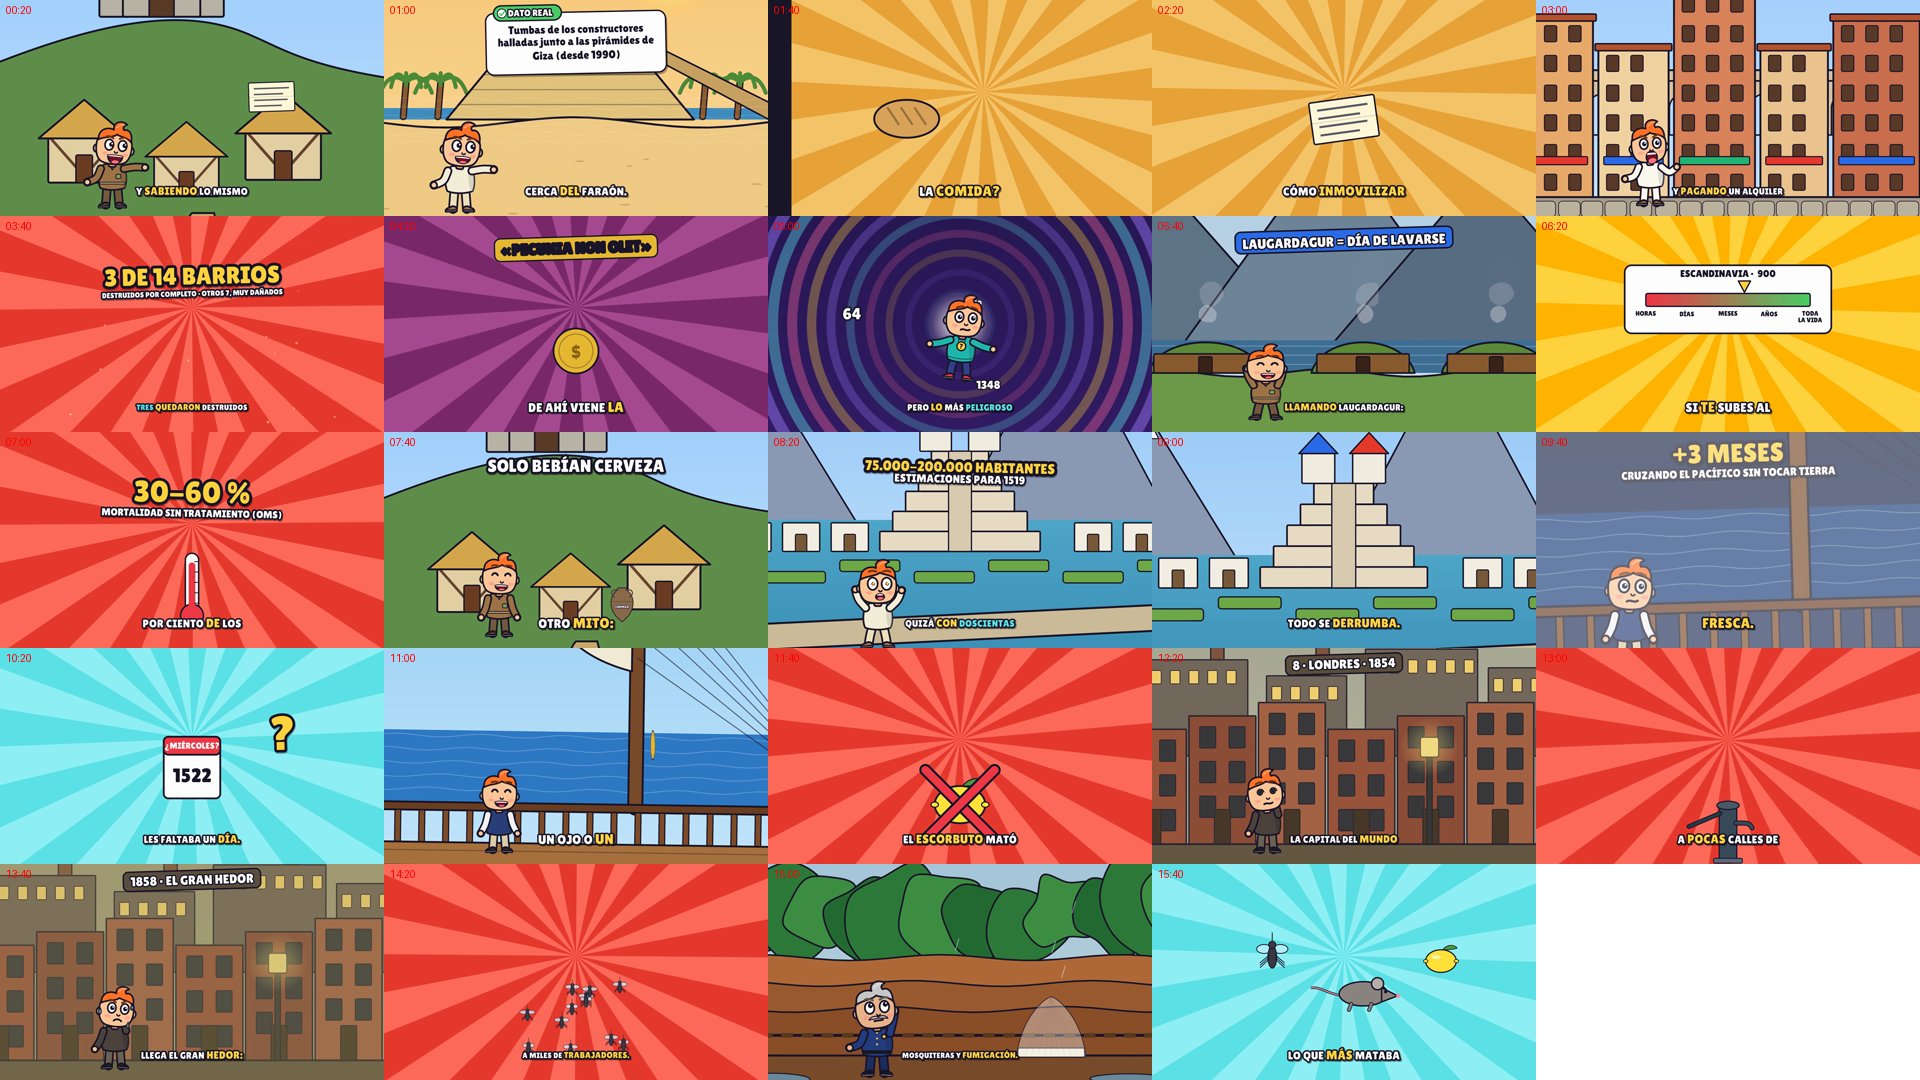 00:20
Y SABIENDO LO MISMO
01:00
DATO REAL
Tumbas de los constructores
halladas junto a las pirámides de
Giza (desde 1990)
CERCA DEL FARAÓN.
01:40
LA COMIDA?
02:20
CÓMO INMOVILIZAR
03:00
Y PAGANDO UN ALQUILER
03:40
3 DE 14 BARRIOS
DESTRUIDOS POR COMPLETO · OTROS 7, MUY DAÑADOS
TRES QUEDARON DESTRUIDOS
«PECUNIA NON OLET»
$
DE AHÍ VIENE LA
64
?
1348
PERO LO MÁS PELIGROSO
05:40
LAUGARDAGUR = DÍA DE LAVARSE
LLAMANDO LAUGARDAGUR:
06:20
ESCANDINAVIA · 900
HORAS
DÍAS
MESES
AÑOS
TODA
LA VIDA
SI TE SUBES AL
07:00
30–60 %
MORTALIDAD SIN TRATAMIENTO (OMS)
POR CIENTO DE LOS
07:40
SOLO BEBÍAN CERVEZA
OTRO MITO:
08:20
75.000–200.000 HABITANTES
ESTIMACIONES PARA 1519
QUIZÁ CON DOSCIENTAS
09:00
TODO SE DERRUMBA.
09:40
+3 MESES
CRUZANDO EL PACÍFICO SIN TOCAR TIERRA
FRESCA.
10:20
¿MIÉRCOLES?
1522
?
LES FALTABA UN DÍA.
11:00
UN OJO O UN
11:40
EL ESCORBUTO MATÓ
12:20
8 · LONDRES · 1854
LA CAPITAL DEL MUNDO
13:00
A POCAS CALLES DE
13:40
1858 · EL GRAN HEDOR
LLEGA EL GRAN HEDOR:
14:20
A MILES DE TRABAJADORES.
15:00
MOSQUITERAS Y FUMIGACIÓN.
15:40
LO QUE MÁS MATABA